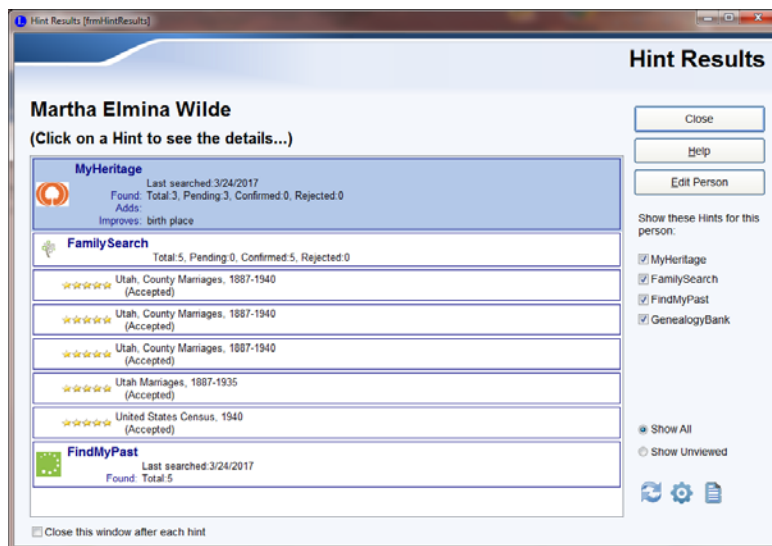 Hint Results [frmHintResults]
Hint Results
Martha Elmina Wilde
(Click on a Hint to see the details...)
MyHeritage
Last searched:3/24/2017
Found: Total:3, Pending:3, Confirmed:0, Rejected:0
Adds:
Improves: birth place
FamilySearch
Total:5, Pending:0, Confirmed:5, Rejected:0
Utah, County Marriages, 1887-1940
(Accepted)
Utah, County Marriages, 1887-1940
(Accepted)
Utah, County Marriages, 1887-1940
(Accepted)
Utah Marriages, 1887-1935
(Accepted)
United States Census, 1940
(Accepted)
FindMyPast
Last searched:3/24/2017
Found: Total:5
Close this window after each hint
Close
Help
Edit Person
Show these Hints for this
person:
MyHeritage
FamilySearch
FindMyPast
GenealogyBank
Show All
Show Unviewed